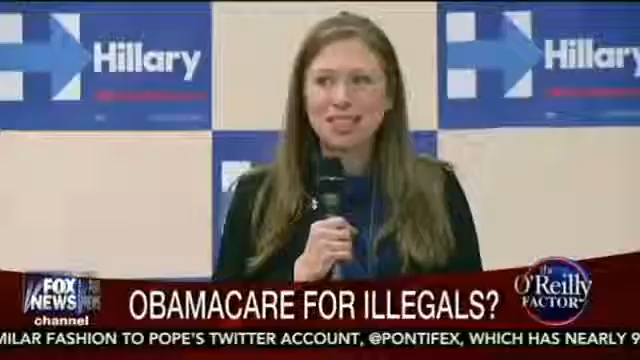 Hillary
Hillary
FOX
NEWS
channel
OBAMACARE FOR ILLEGALS?
the
O'Reilly
FACTOR
MILAR FASHION TO POPE'S TWITTER ACCOUNT, @PONTIFEX, WHICH HAS NEARLY 9